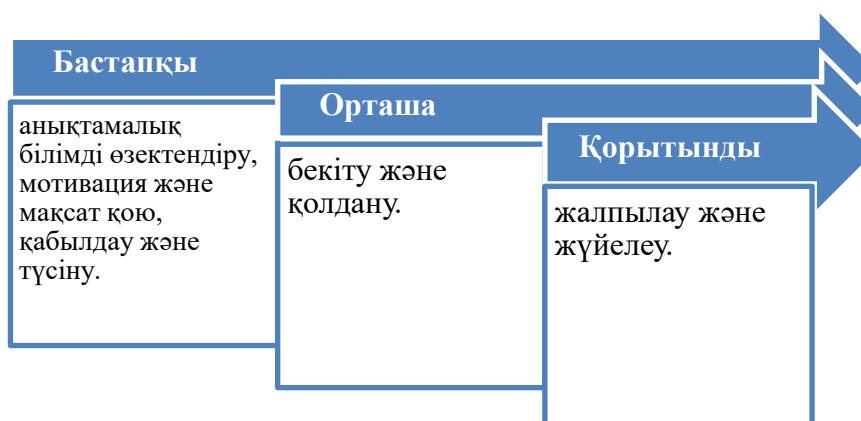 Бастапқы
анықтамалық
білімді өзектендіру,
мотивация және
мақсат қою,
қабылдау және
түсіну.
Орташа
бекіту және
қолдану.
Қорытынды
жалпылау және
жүйелеу.